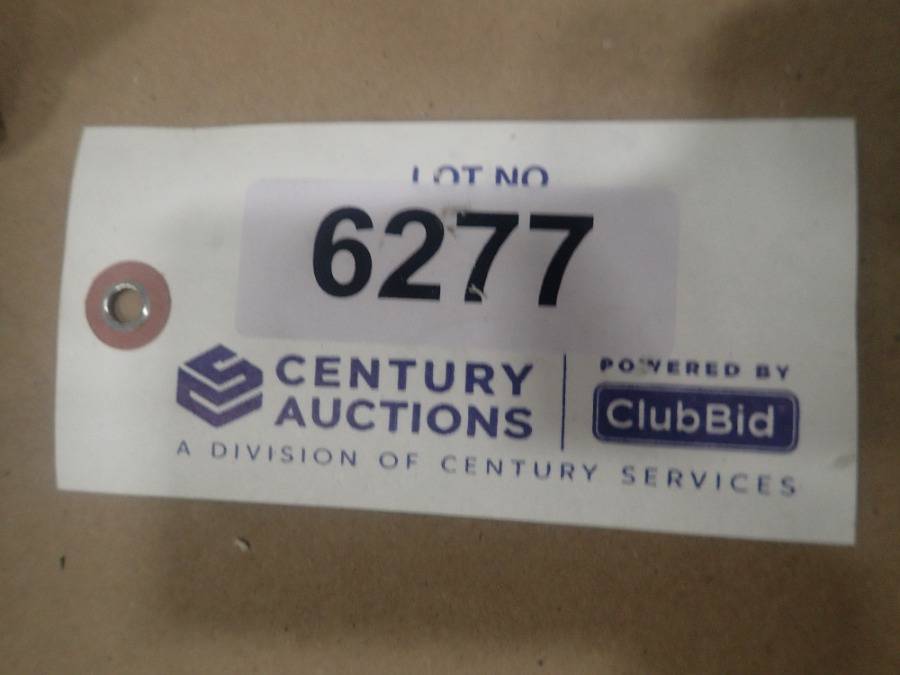 LOT NO
6277
CENTURY
AUCTIONS
A DIVISION OF CENTURY SERVICES
POWERED BY
ClubBid